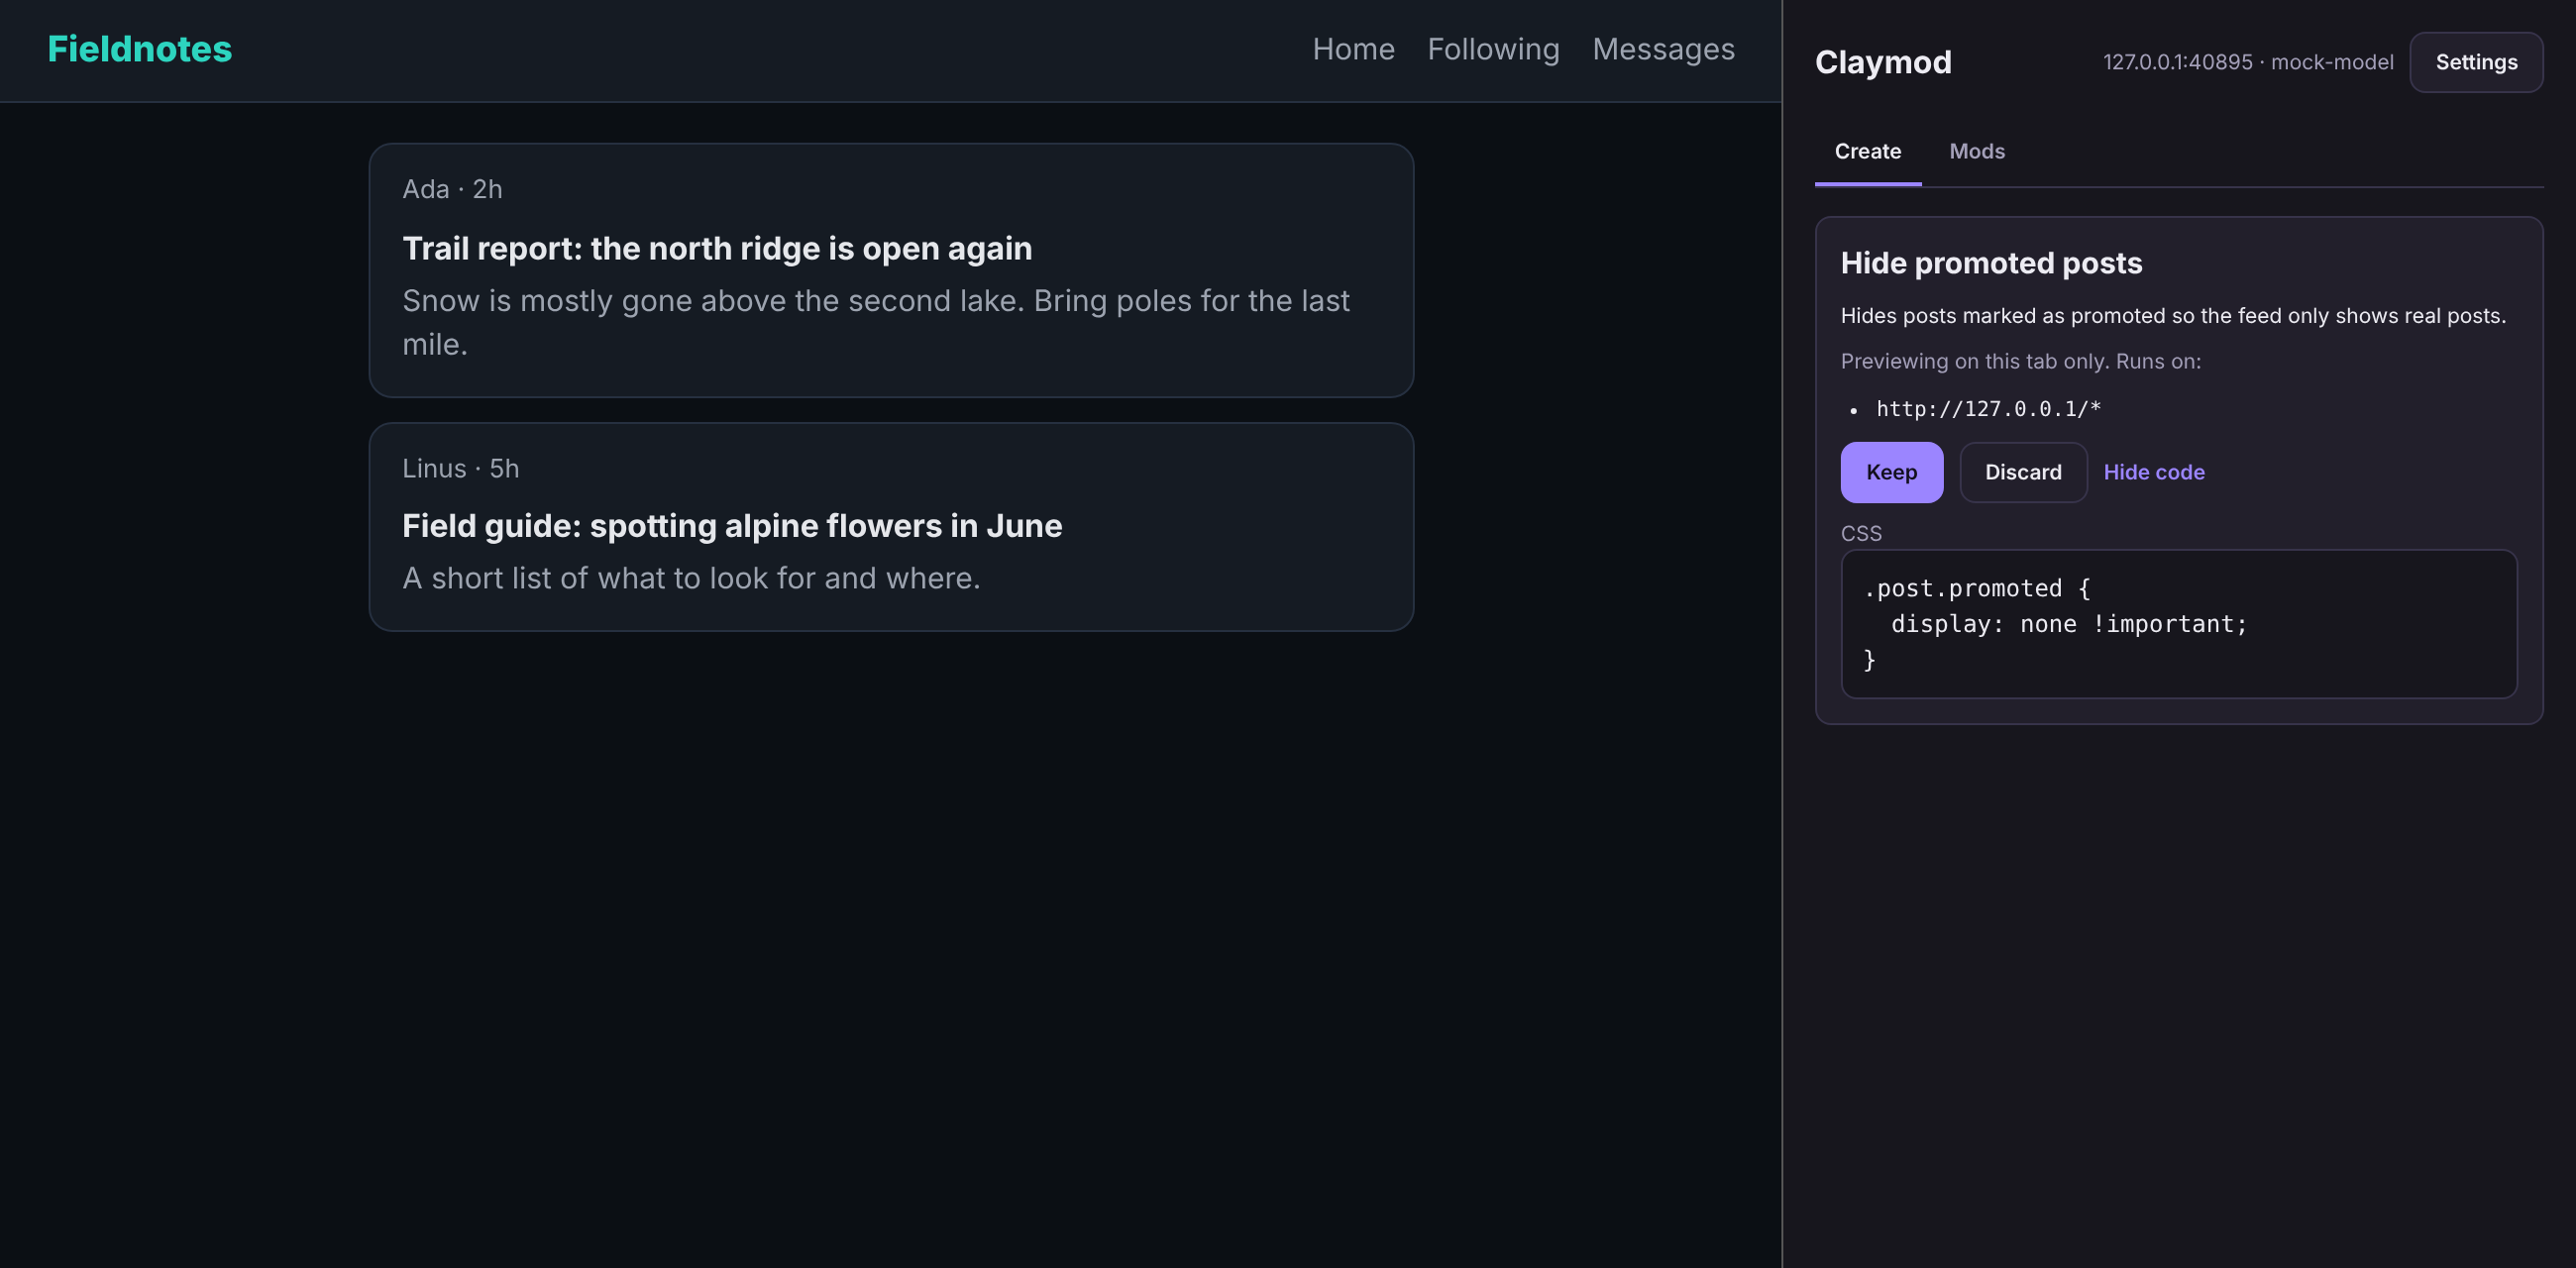 Fieldnotes
Home Following Messages
Ada · 2h
Trail report: the north ridge is open again
Snow is mostly gone above the second lake. Bring poles for the last
mile.
Linus · 5h
Field guide: spotting alpine flowers in June
A short list of what to look for and where.
Claymod
127.0.0.1:40895 · mock-model
Settings
Create Mods
Hide promoted posts
Hides posts marked as promoted so the feed only shows real posts.
Previewing on this tab only. Runs on:
• http://127.0.0.1/*
Keep Discard Hide code
CSS
.post.promoted {
  display: none !important;
}